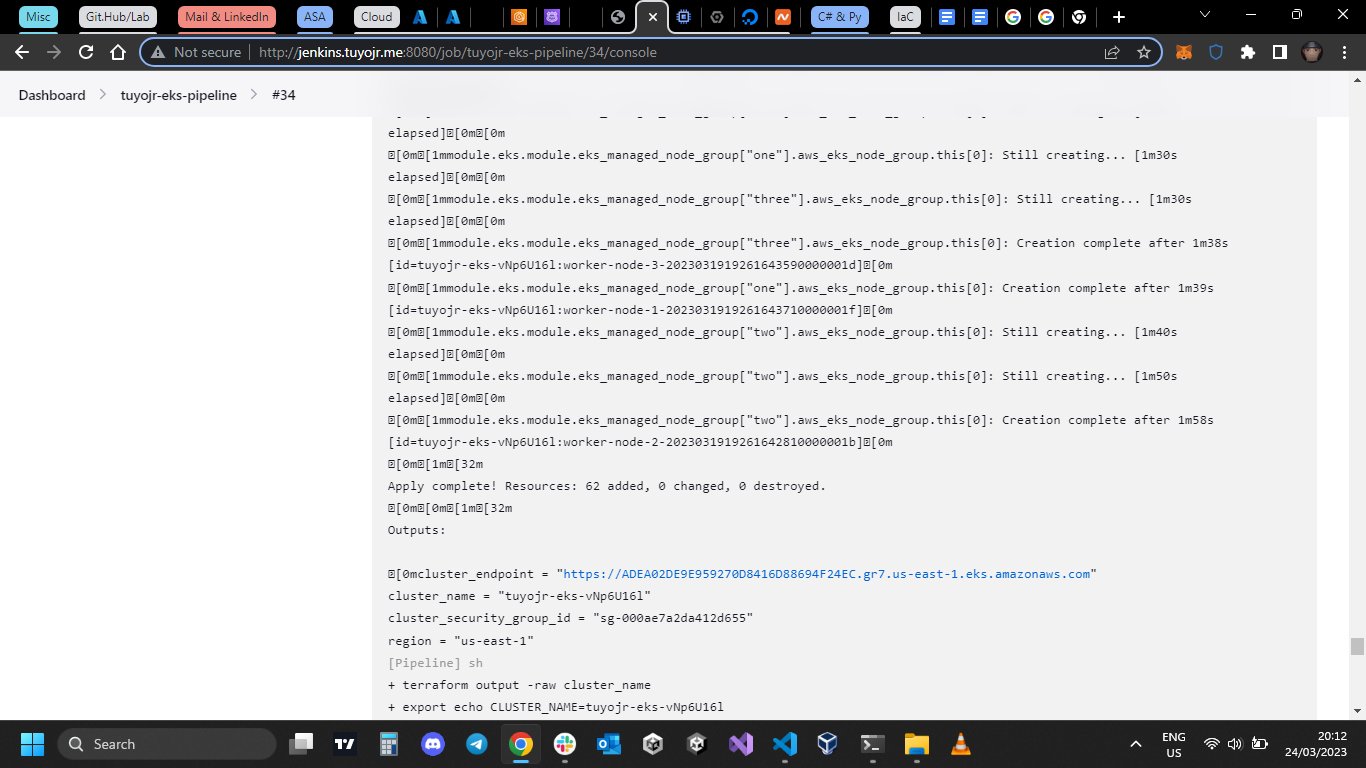 Misc
Git.Hub/Lab
Mail & LinkedIn
ASA
Cloud
C# & Py
IaC
Not secure
http://jenkins.tuyojr.me:8080/job/tuyojr-eks-pipeline/34/console
Dashboard
tuyojr-eks-pipeline
#34
elapsed][0m[0m
[0m[1mmodule.eks.module.eks_managed_node_group["one"].aws_eks_node_group.this[0]: Still creating... [1m30s
elapsed][0m[0m
[0m[1mmodule.eks.module.eks_managed_node_group["three"].aws_eks_node_group.this[0]: Still creating... [1m30s
elapsed][0m[0m
[0m[1mmodule.eks.module.eks_managed_node_group["three"].aws_eks_node_group.this[0]: Creation complete after 1m38s
[id=tuyojr-eks-vNp6U16l:worker-node-3-2023031919261643590000001d][0m
[0m[1mmodule.eks.module.eks_managed_node_group["one"].aws_eks_node_group.this[0]: Creation complete after 1m39s
[id=tuyojr-eks-vNp6U16l:worker-node-1-2023031919261643710000001f][0m
[0m[1mmodule.eks.module.eks_managed_node_group["two"].aws_eks_node_group.this[0]: Still creating... [1m40s
elapsed][0m[0m
[0m[1mmodule.eks.module.eks_managed_node_group["two"].aws_eks_node_group.this[0]: Still creating... [1m50s
elapsed][0m[0m
[0m[1mmodule.eks.module.eks_managed_node_group["two"].aws_eks_node_group.this[0]: Creation complete after 1m58s
[id=tuyojr-eks-vNp6U16l:worker-node-2-2023031919261642810000001b][0m
[0m[1m[32m
Apply complete! Resources: 62 added, 0 changed, 0 destroyed.
[0m[0m[1m[32m
Outputs:
[0mcluster_endpoint = "https://ADEA02DE9E959270D8416D88694F24EC.gr7.us-east-1.eks.amazonaws.com"
cluster_name = "tuyojr-eks-vNp6U16l"
cluster_security_group_id = "sg-000ae7a2da412d655"
region = "us-east-1"
[Pipeline] sh
+ terraform output -raw cluster_name
+ export echo CLUSTER_NAME=tuyojr-eks-vNp6U16l
Search
ENG
US
20:12
24/03/2023